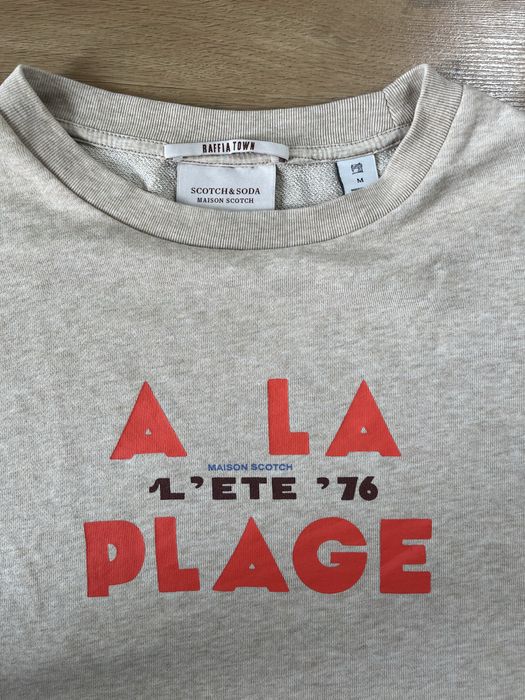 RAFFIA TOWN
SCOTCH & SODA
MAISON SCOTCH
M
A LA
MAISON SCOTCH
L'ETE '76
PLAGE